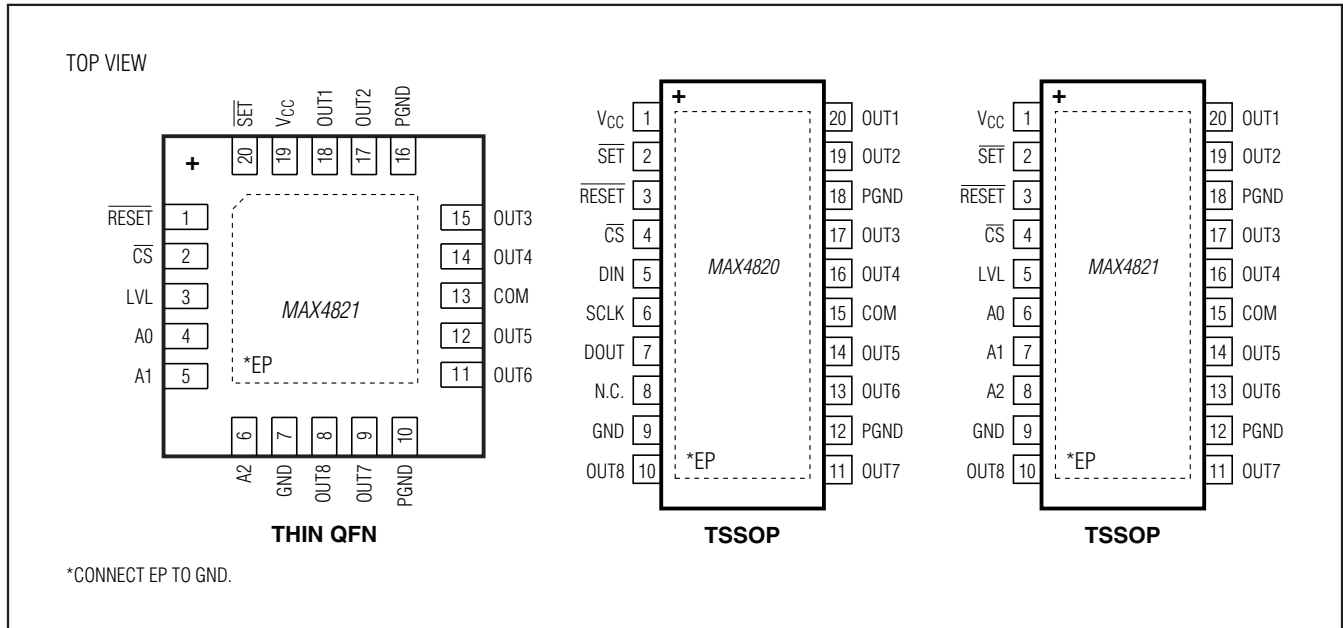 TOP VIEW
SET VCC OUT1 OUT2 PGND
+
20 19 18 17 16
RESET 1
CS 2
LVL 3
A0 4
A1 5
MAX4821
*EP
15 OUT3
14 OUT4
13 COM
12 OUT5
11 OUT6
6 7 8 9 10
A2 GND OUT8 OUT7 PGND
THIN QFN
+
VCC 1
SET 2
RESET 3
CS 4
DIN 5
SCLK 6
DOUT 7
N.C. 8
GND 9
OUT8 10
MAX4820
*EP
20 OUT1
19 OUT2
18 PGND
17 OUT3
16 OUT4
15 COM
14 OUT5
13 OUT6
12 PGND
11 OUT7
TSSOP
+
VCC 1
SET 2
RESET 3
CS 4
LVL 5
A0 6
A1 7
A2 8
GND 9
OUT8 10
MAX4821
*EP
20 OUT1
19 OUT2
18 PGND
17 OUT3
16 OUT4
15 COM
14 OUT5
13 OUT6
12 PGND
11 OUT7
TSSOP
*CONNECT EP TO GND.